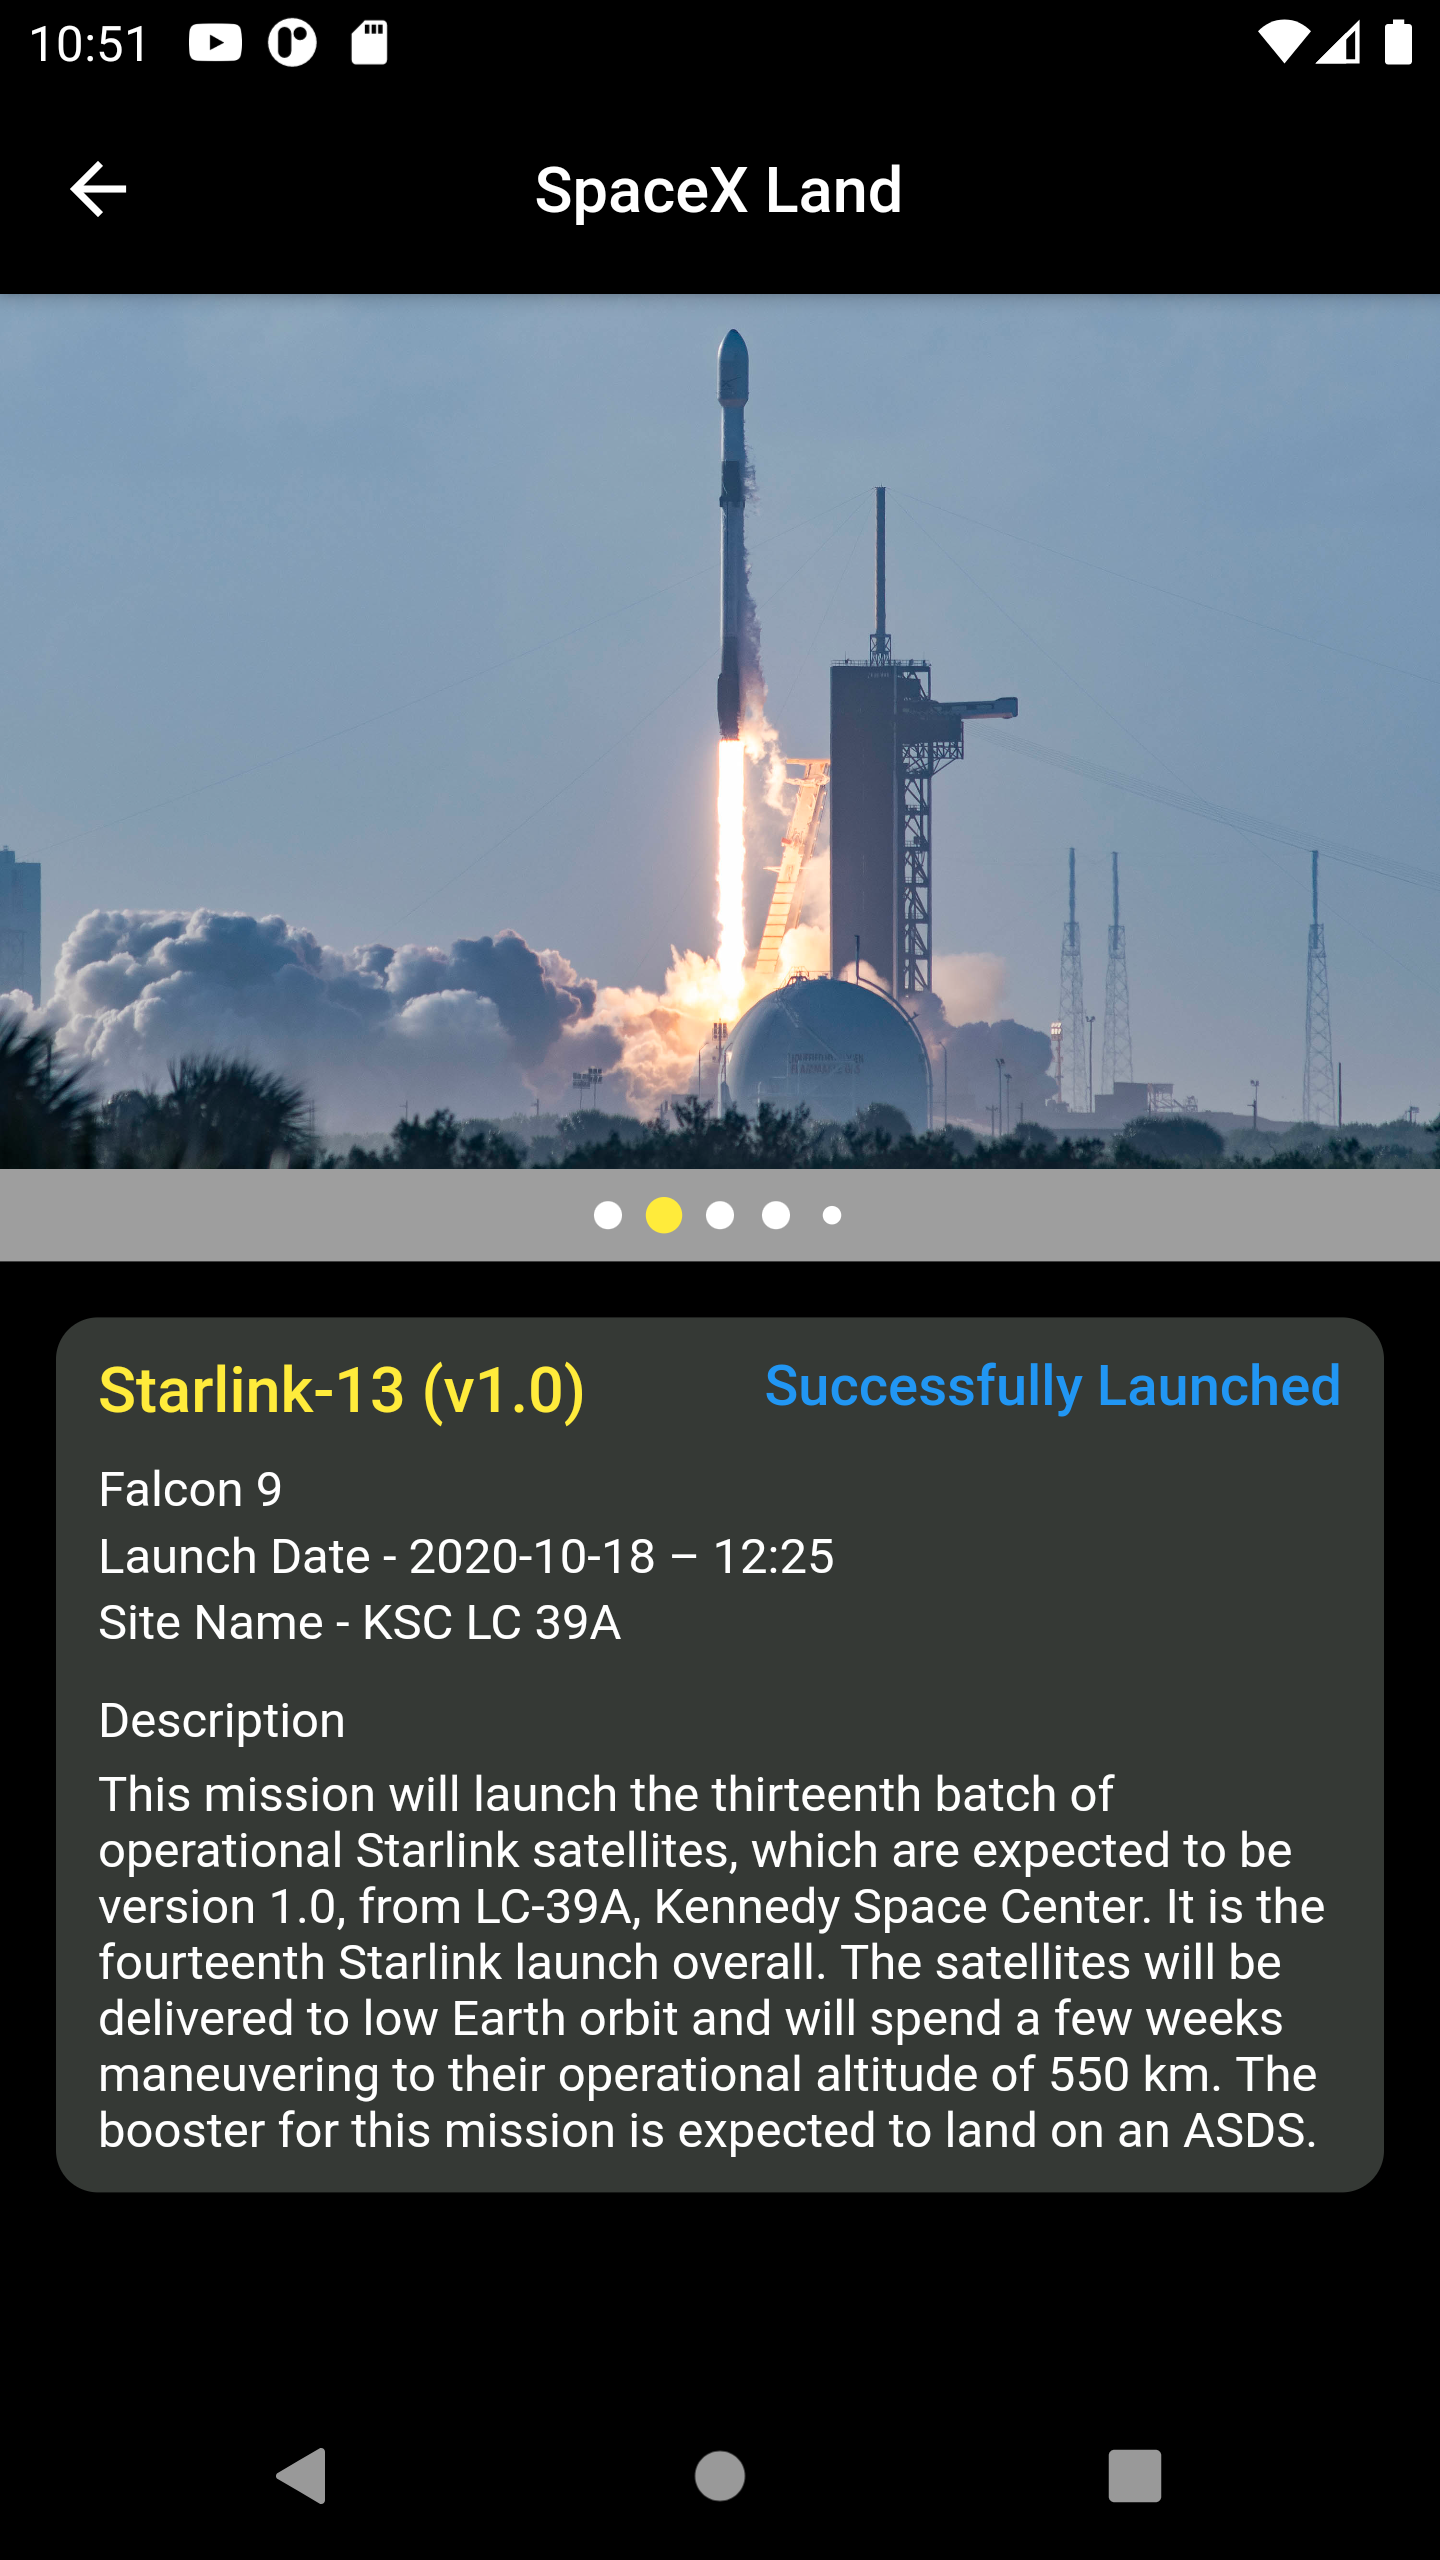 10:51
SpaceX Land
Starlink-13 (v1.0)
Successfully Launched
Falcon 9
Launch Date - 2020-10-18 – 12:25
Site Name - KSC LC 39A
Description
This mission will launch the thirteenth batch of
operational Starlink satellites, which are expected to be
version 1.0, from LC-39A, Kennedy Space Center. It is the
fourteenth Starlink launch overall. The satellites will be
delivered to low Earth orbit and will spend a few weeks
maneuvering to their operational altitude of 550 km. The
booster for this mission is expected to land on an ASDS.